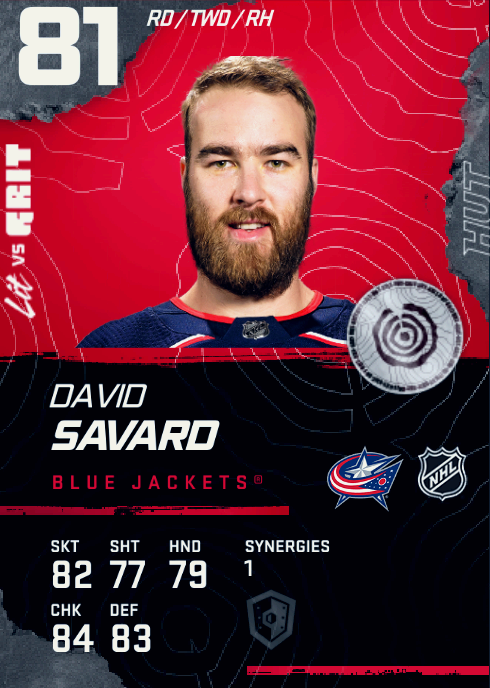 81
RD / TWD / RH
Lit vs GRIT
HUT
DAVID
SAVARD
BLUE JACKETS®
NHL
SKT SHT HND SYNERGIES
82 77 79 1
CHK DEF
84 83